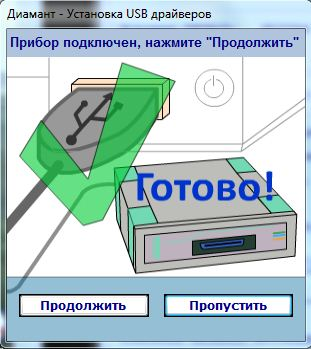 Диамант - Установка USB драйверов
Прибор подключен, нажмите "Продолжить"
Готово!
Продолжить
Пропустить